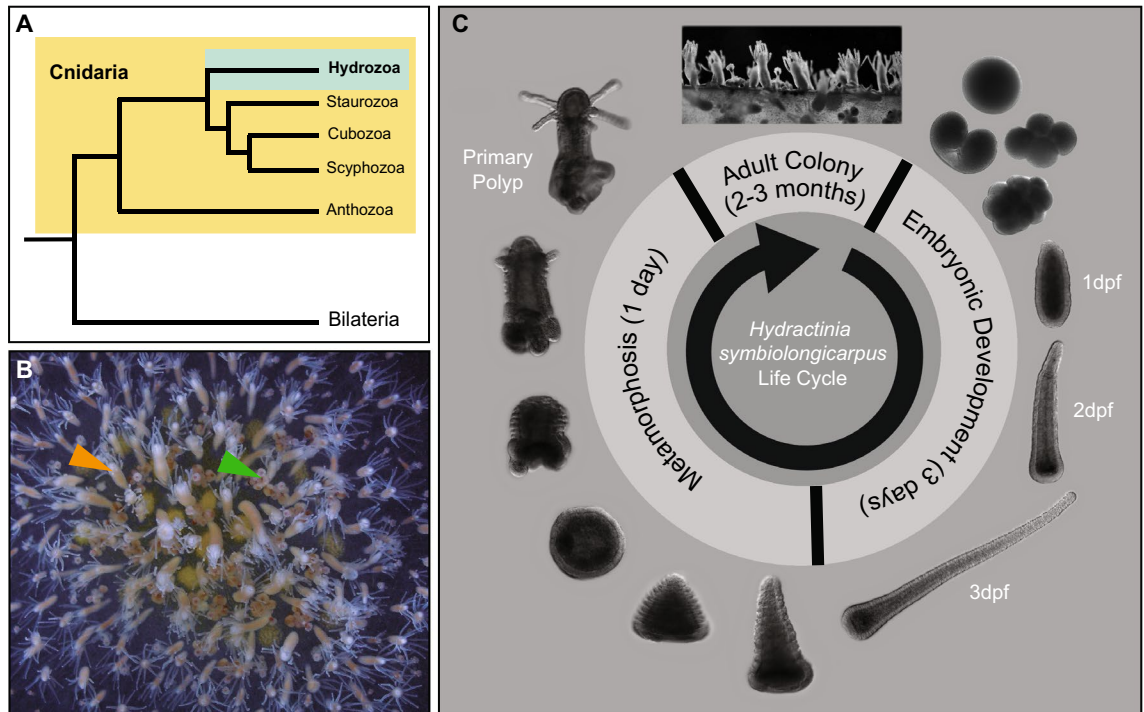 A
Cnidaria
Hydrozoa
Staurozoa
Cubozoa
Scyphozoa
Anthozoa
Bilateria
B
C
Primary
Polyp
Adult Colony
(2-3 months)
Embryonic Development (3 days)
1dpf
2dpf
3dpf
Metamorphosis (1 day)
Hydractinia
symbiolongicarpus
Life Cycle